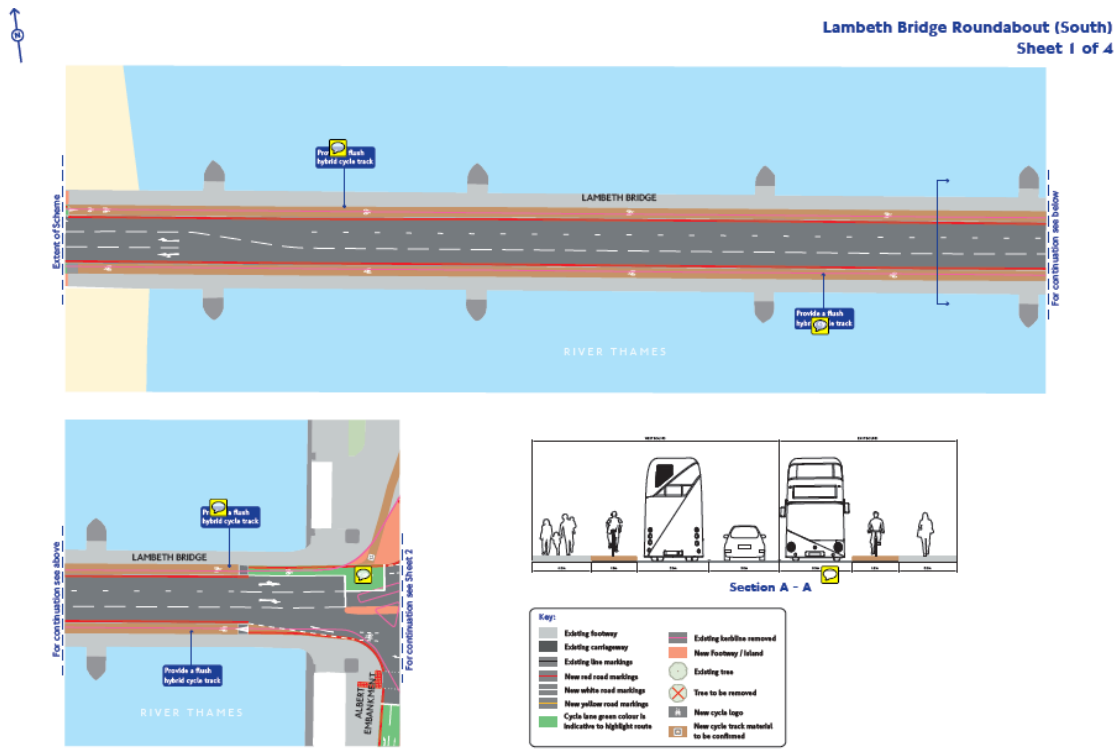 Lambeth Bridge Roundabout (South)
Sheet 1 of 4
N
flush
hybrid cycle track
LAMBETH BRIDGE
Extent of Scheme
For continuation see below
Provide a flush
track
RIVER THAMES
flush
hybrid cycle track
LAMBETH BRIDGE
For continuation see above
For continuation see Sheet 2
Provide a flush
hybrid cycle track
ALBERT
EMBANKMENT
RIVER THAMES
Section A - A
Key:
Existing footway
Existing carriageway
Existing line markings
New red road markings
New white road markings
New yellow road markings
Cycle lane green colour is
indicative to highlight route
Existing kerbline removed
New Footway / Island
Existing tree
Tree to be removed
New cycle logo
New cycle track material
to be confirmed